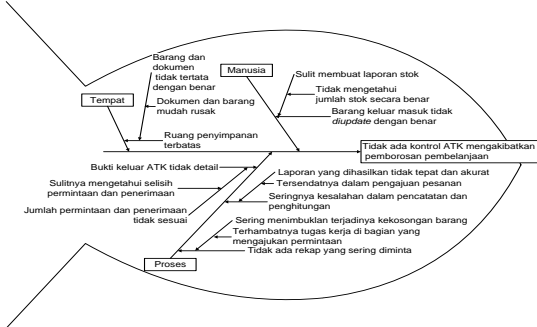 Barang dan
dokumen
tidak tertata
dengan benar
Manusia
Sulit membuat laporan stok
Tidak mengetahui
jumlah stok secara benar
Tempat
Dokumen dan barang
mudah rusak
Barang keluar masuk tidak
diupdate dengan benar
Ruang penyimpanan
terbatas
Tidak ada kontrol ATK mengakibatkan
pemborosan pembelanjaan
Bukti keluar ATK tidak detail
Laporan yang dihasilkan tidak tepat dan akurat
Sulitnya mengetahui selisih
permintaan dan penerimaan
Tersendatnya dalam pengajuan pesanan
Seringnya kesalahan dalam pencatatan dan
penghitungan
Jumlah permintaan dan penerimaan
tidak sesuai
Sering menimbuklan terjadinya kekosongan barang
Terhambatnya tugas kerja di bagian yang
mengajukan permintaan
Tidak ada rekap yang sering diminta
Proses